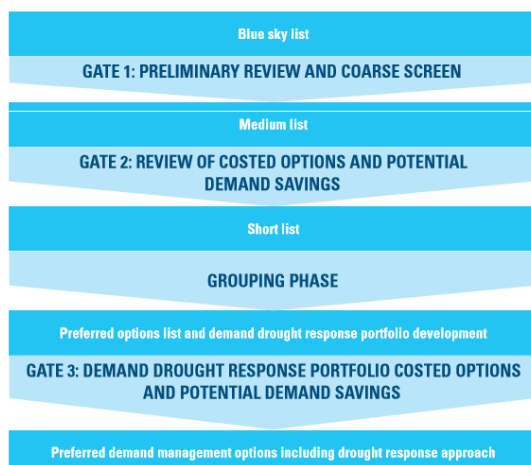 Blue sky list
GATE 1: PRELIMINARY REVIEW AND COARSE SCREEN
Medium list
GATE 2: REVIEW OF COSTED OPTIONS AND POTENTIAL
DEMAND SAVINGS
Short list
GROUPING PHASE
Preferred options list and demand drought response portfolio development
GATE 3: DEMAND DROUGHT RESPONSE PORTFOLIO COSTED OPTIONS
AND POTENTIAL DEMAND SAVINGS
Preferred demand management options including drought response approach